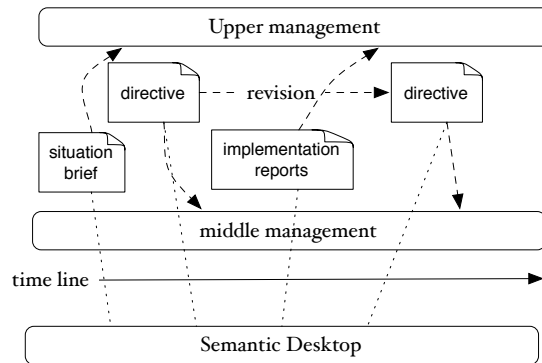 Upper management
directive
revision
directive
situation
brief
implementation
reports
middle management
time line
Semantic Desktop